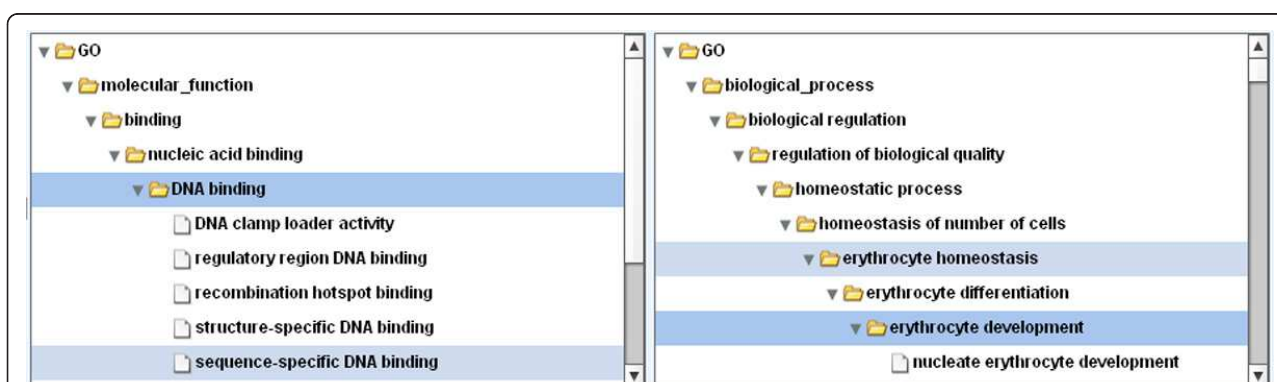 GO
molecular_function
binding
nucleic acid binding
DNA binding
DNA clamp loader activity
regulatory region DNA binding
recombination hotspot binding
structure-specific DNA binding
sequence-specific DNA binding
GO
biological_process
biological regulation
regulation of biological quality
homeostatic process
homeostasis of number of cells
erythrocyte homeostasis
erythrocyte differentiation
erythrocyte development
nucleate erythrocyte development